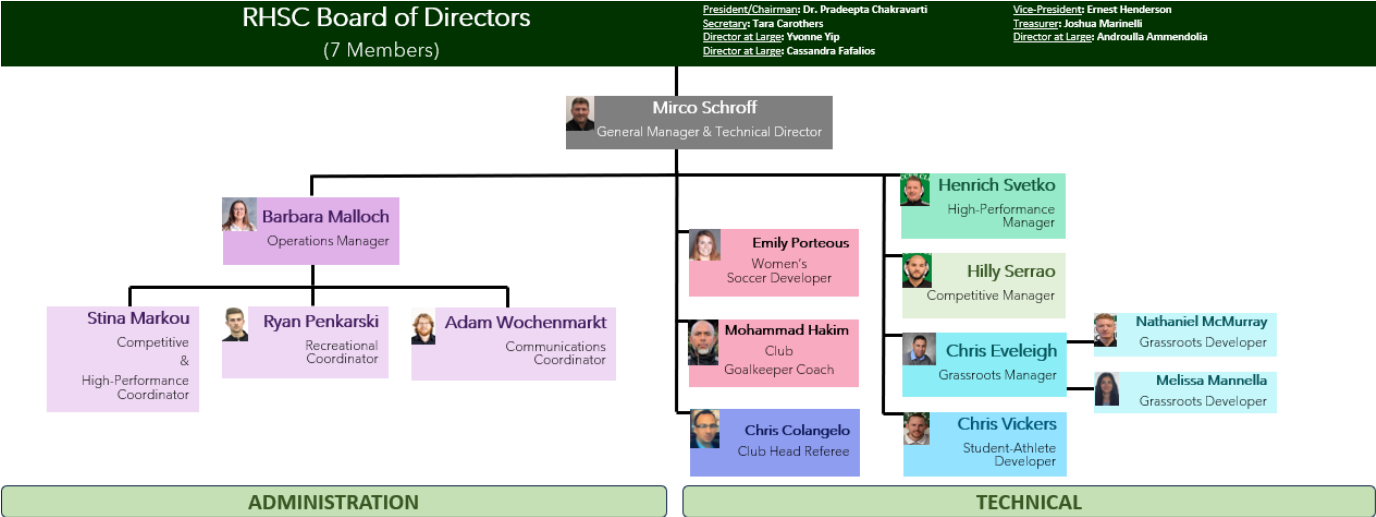 RHSC Board of Directors
(7 Members)
President/Chairman: Dr. Pradeepta Chakravarti
Secretary: Tara Carothers
Director at Large: Yvonne Yip
Director at Large: Cassandra Fafalios
Vice-President: Ernest Henderson
Treasurer: Joshua Marinelli
Director at Large: Androulla Ammendolia
Mirco Schroff
General Manager & Technical Director
Barbara Malloch
Operations Manager
Stina Markou
Competitive
&
High-Performance
Coordinator
Ryan Penkarski
Recreational
Coordinator
Adam Wochenmarkt
Communications
Coordinator
Emily Porteous
Women's
Soccer Developer
Mohammad Hakim
Club
Goalkeeper Coach
Chris Colangelo
Club Head Referee
Henrich Svetko
High-Performance
Manager
Hilly Serrao
Competitive Manager
Chris Eveleigh
Grassroots Manager
Nathaniel McMurray
Grassroots Developer
Melissa Mannella
Grassroots Developer
Chris Vickers
Student-Athlete
Developer
ADMINISTRATION
TECHNICAL